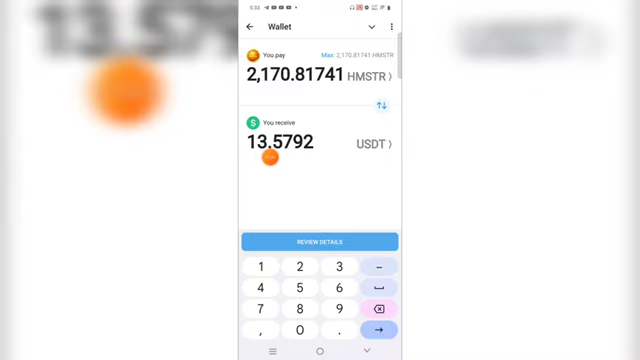 5:33
Wallet
You pay
Max: 2,170.81741 HMSTR
2,170.81741 HMSTR
You receive
13.5792 USDT
REVIEW DETAILS
1 2 3 –
4 5 6
7 8 9
, 0 .